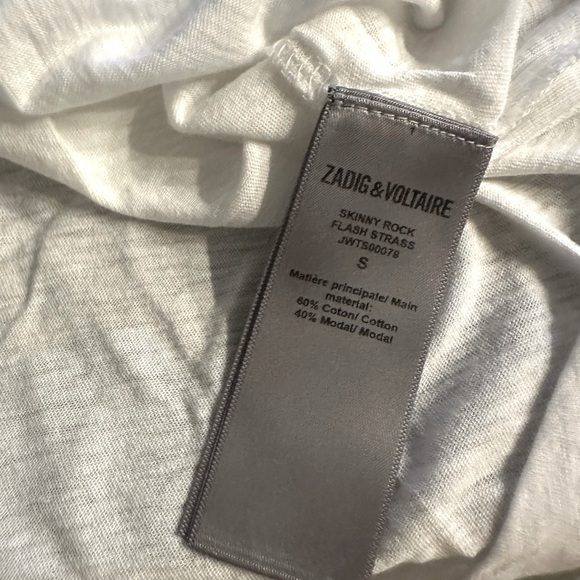 ZADIG&VOLTAIRE
SKINNY ROCK
FLASH STRASS
JWTS00078
S
Matière principale/ Main
material:
60% Coton/ Cotton
40% Modal/ Modal